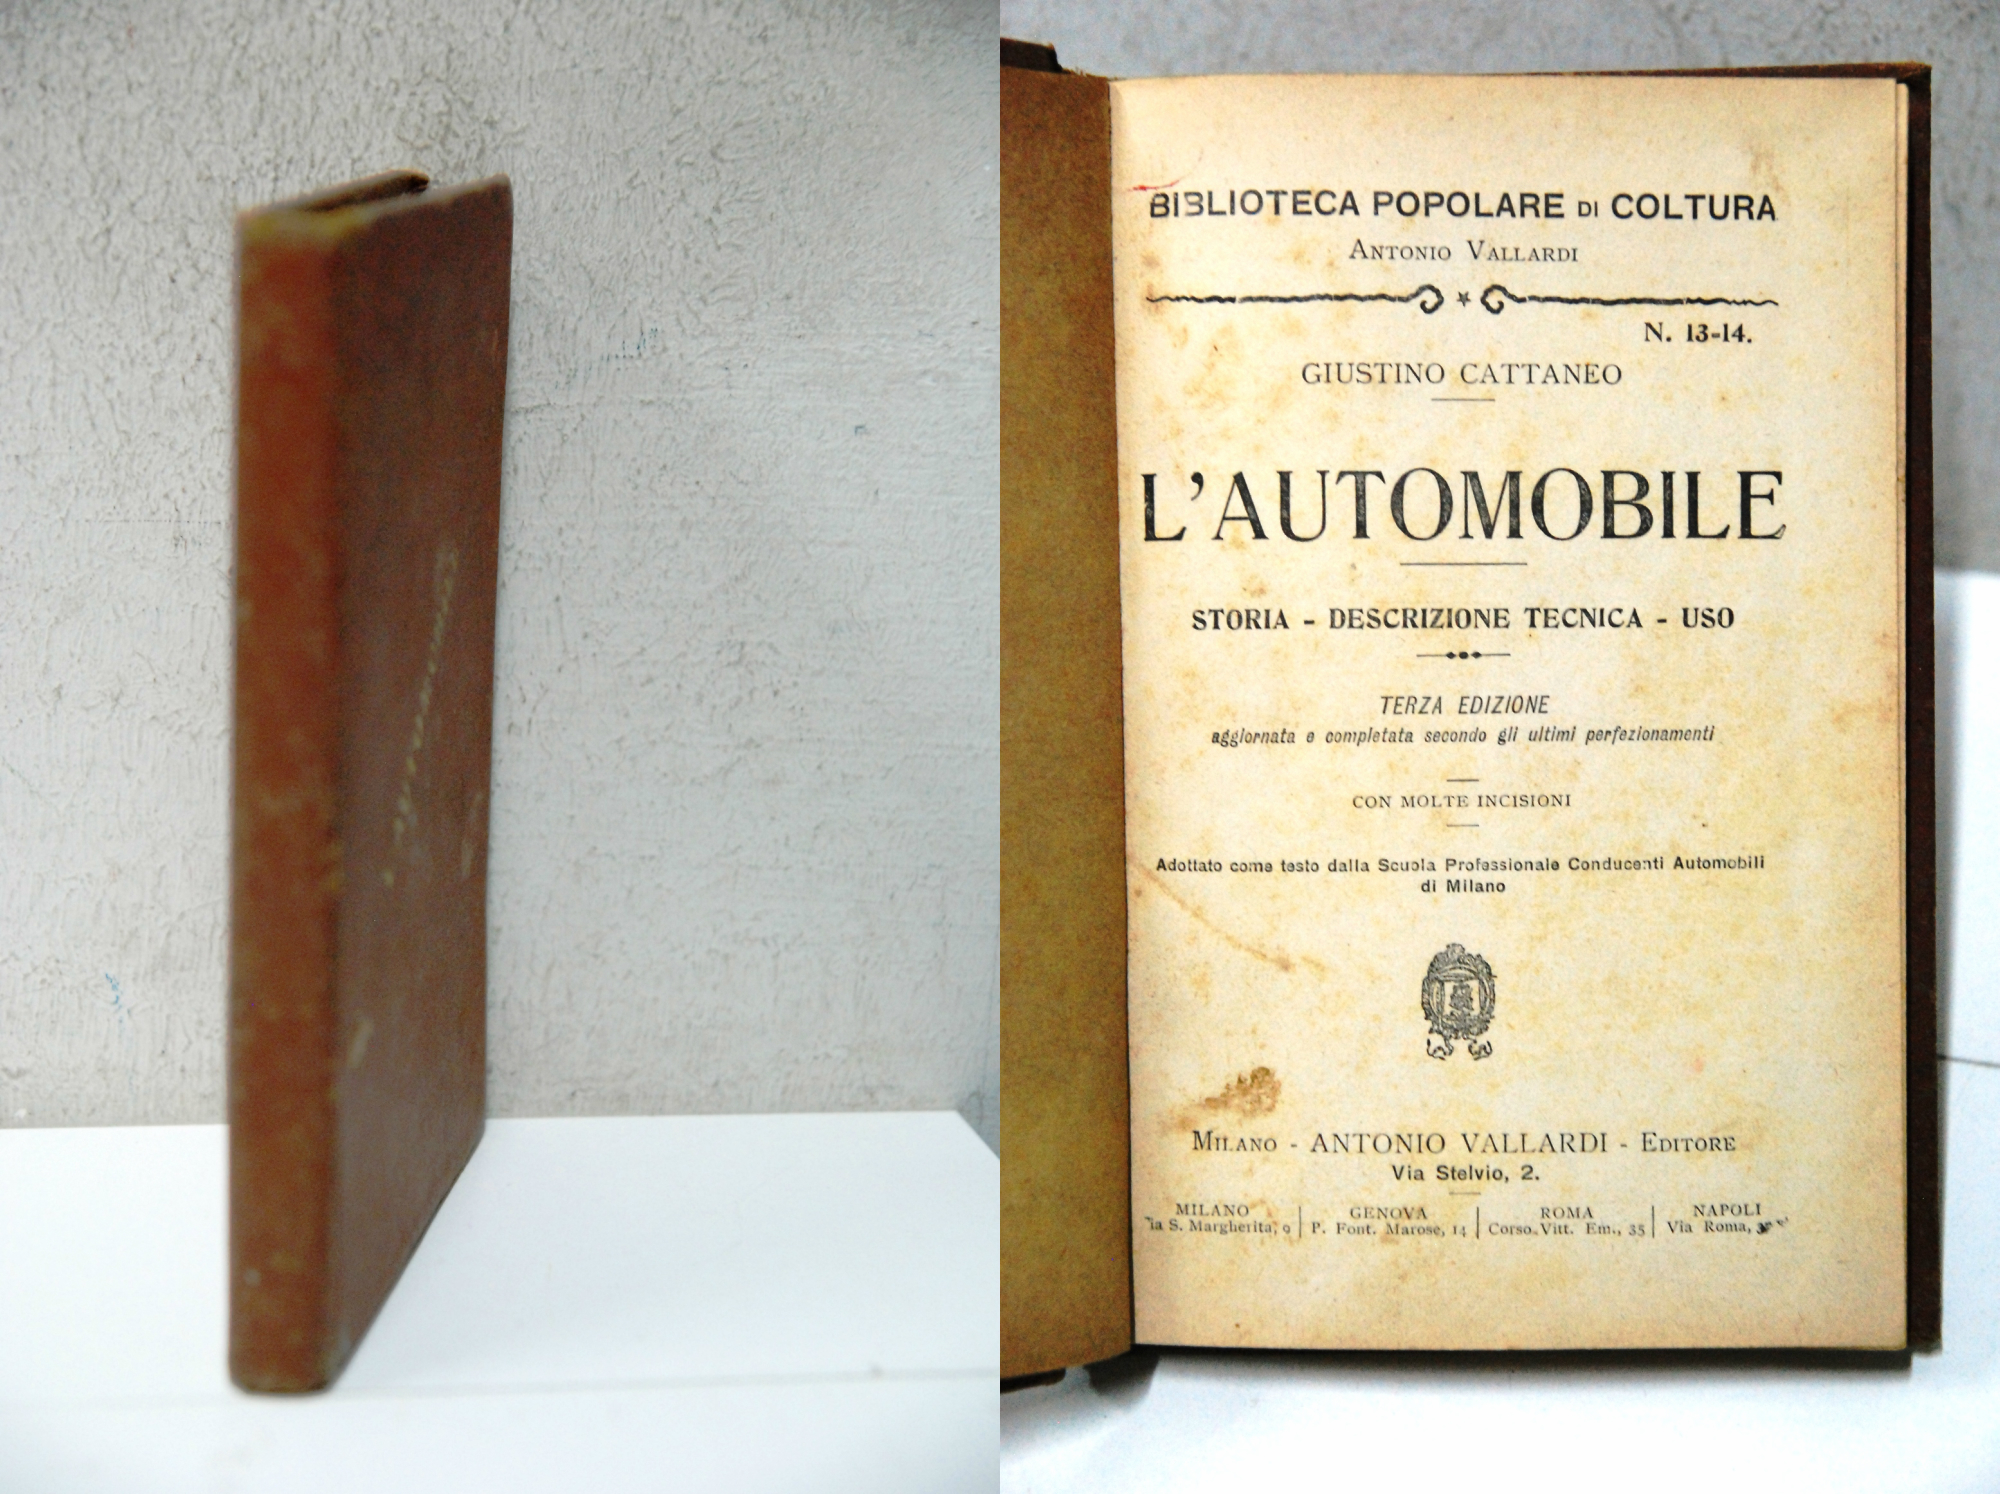 BIBLIOTECA POPOLARE DI COLTURA
ANTONIO VALLARDI
N. 13-14.
GIUSTINO CATTANEO
L'AUTOMOBILE
STORIA - DESCRIZIONE TECNICA - USO
TERZA EDIZIONE
aggiornata e completata secondo gli ultimi perfezionamenti
CON MOLTE INCISIONI
Adottato come testo dalla Scuola Professionale Conducenti Automobili
di Milano
MILANO - ANTONIO VALLARDI - EDITORE
Via Stelvio, 2.
MILANO | GENOVA | ROMA | NAPOLI
ia S. Margherita, 9 | P. Font. Marose, 14 | Corso Vitt. Em., 35 | Via Roma,